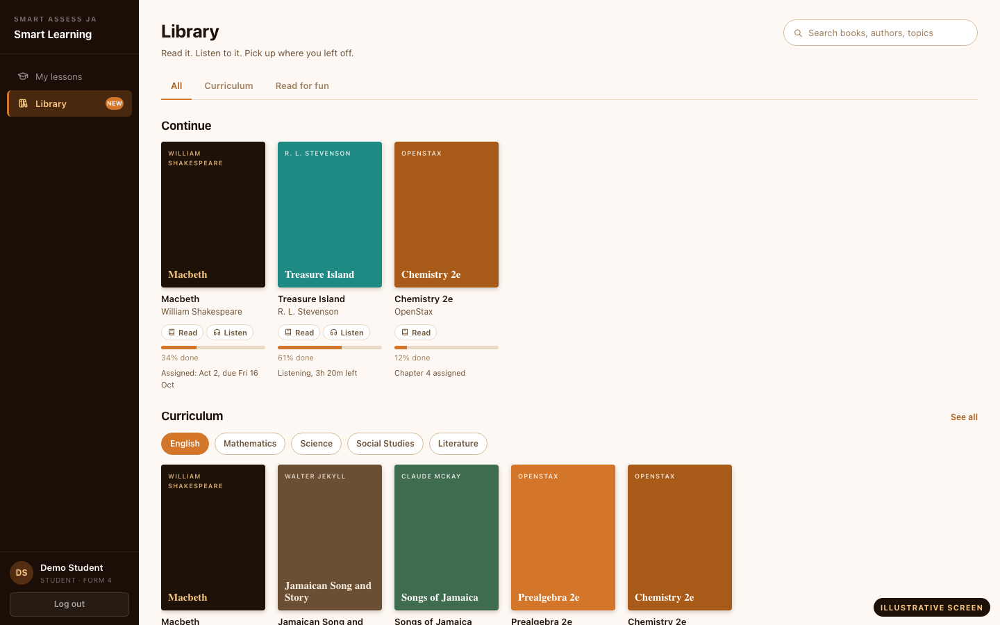 SMART ASSESS JA
Smart Learning
My lessons
Library
NEW
Demo Student
STUDENT · FORM 4
DS
Log out
Library
Read it. Listen to it. Pick up where you left off.
Search books, authors, topics
All
Curriculum
Read for fun
Continue
WILLIAM
SHAKESPEARE
Macbeth
Macbeth
William Shakespeare
Read
Listen
34% done
Assigned: Act 2, due Fri 16
Oct
R. L. STEVENSON
Treasure Island
Treasure Island
R. L. Stevenson
Read
Listen
61% done
Listening, 3h 20m left
OPENSTAX
Chemistry 2e
Chemistry 2e
OpenStax
Read
12% done
Chapter 4 assigned
Curriculum
See all
English
Mathematics
Science
Social Studies
Literature
WILLIAM
SHAKESPEARE
Macbeth
Macbeth
WALTER JEKYLL
Jamaican Song and
Story
Jamaican Song and
CLAUDE MCKAY
Songs of Jamaica
Songs of Jamaica
OPENSTAX
Prealgebra 2e
Prealgebra 2e
OPENSTAX
Chemistry 2e
Chemistry 2e
ILLUSTRATIVE SCREEN